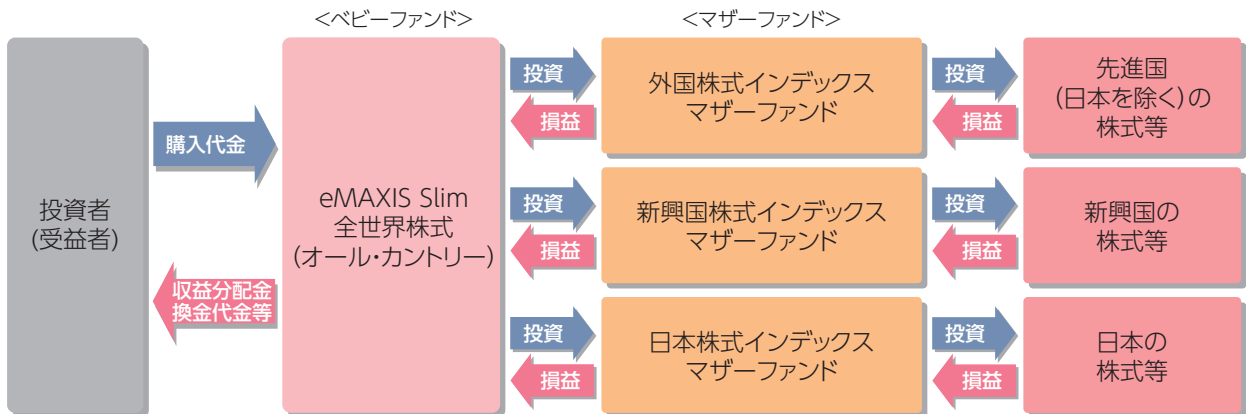 <ベビーファンド>
<マザーファンド>
投資者
(受益者)
購入代金
収益分配金
換金代金等
eMAXIS Slim
全世界株式
(オール・カントリー)
投資
損益
外国株式インデックス
マザーファンド
投資
損益
先進国
(日本を除く)の
株式等
投資
損益
新興国株式インデックス
マザーファンド
投資
損益
新興国の
株式等
投資
損益
日本株式インデックス
マザーファンド
投資
損益
日本の
株式等